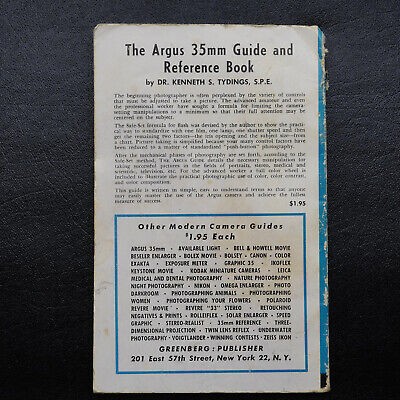 The Argus 35mm Guide and
Reference Book
by DR. KENNETH S. TYDINGS, S.P.E.
The beginning photographer is often perplexed by the variety of controls
that must be adjusted to take a picture. The advanced amateur and even
the professional worker have sought a formula for limiting the camera-
setting manipulations to a minimum so that their full attention may be
centered on the subject.
The Safe-Set formula for flash was devised by the author to show the practi-
cal way to standardize with one film, one lamp, one shutter speed and then
set the two remaining factors—the lens opening and the distance
Picture taking is simplified because your many control factors have
been reduced to a matter of standardized "push-button" photography.
After the mechanical phases of photography are set forth, according to the
Safe-Set method, THE ARGUS GUIDE details the necessary manipulation for
taking successful pictures in the fields of portraits, series, medical and
scientific, television, etc. For the advanced worker a full color wheel is
included to illustrate the practical photographic use of color, color contrast,
and color composition.
This guide is written in simple, easy to understand terms so that anyone
may easily master the use of the Argus camera and achieve the fullest
measure of success.
$1.95
Other Modern Camera Guides
$1.95 Each
ARGUS 35mm · AVAILABLE LIGHT · BELL & HOWELL MOVIE
BESELER ENLARGER · BOLEX MOVIE · BOLSEY · CANON · COLOR
EXAKTA · EXPOSURE METER · GRAPHIC 35 · IKOFLEX
KEYSTONE MOVIE · KODAK MINIATURE CAMERAS · LEICA
MEDICAL AND DENTAL PHOTOGRAPHY · NATURE PHOTOGRAPHY
NIGHT PHOTOGRAPHY · NIKON · OMEGA ENLARGER · PHOTO
DARKROOM · PHOTOGRAPHING ANIMALS · PHOTOGRAPHING
WOMEN · PHOTOGRAPHING YOUR FLOWERS · POLAROID
REVERE MOVIE · REVERE "33" STEREO · RETOUCHING
NEGATIVES & PRINTS · ROLLEIFLEX · SOLAR ENLARGER · SPEED
GRAPHIC · STEREO-REALIST · 35mm REFERENCE · THREE-
DIMENSIONAL PROJECTION · TWIN LENS REFLEX · UNDERWATER
PHOTOGRAPHY · VOIGTLANDER · WINNING CONTESTS · ZEISS IKON
GREENBERG : PUBLISHER
201 East 57th Street, New York 22, N. Y.